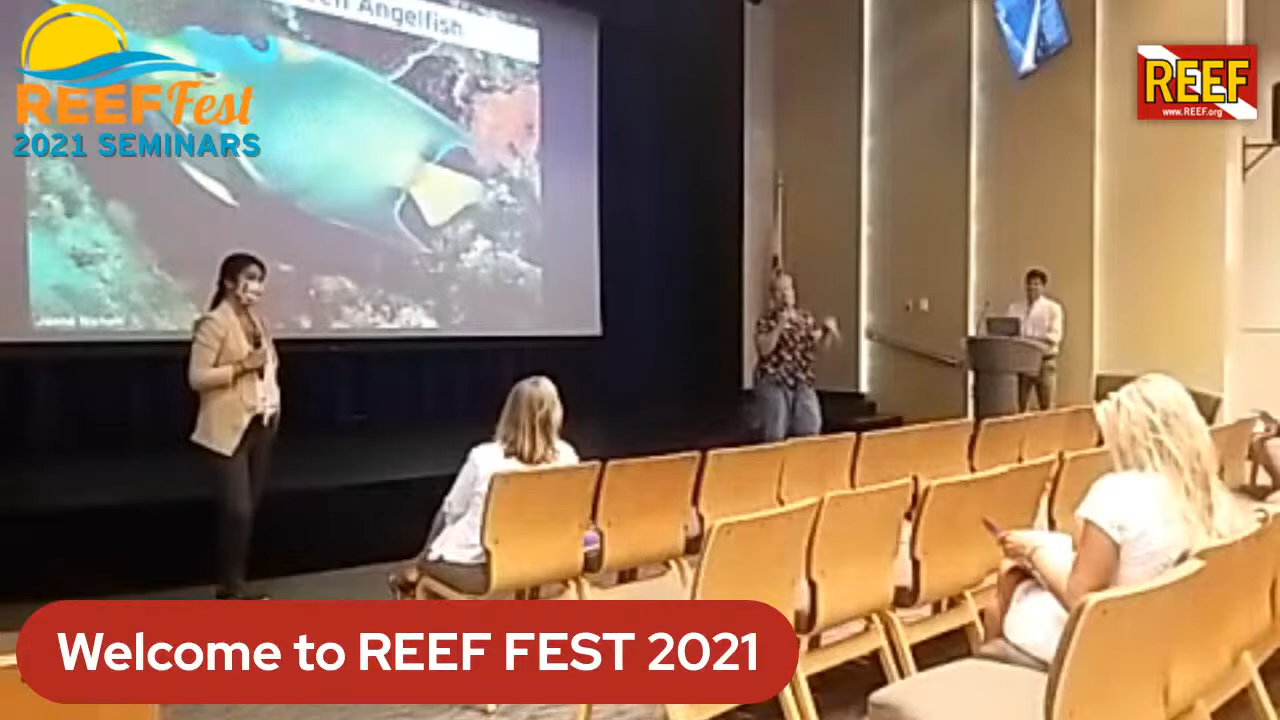 Angelfish
REEF Fest
2021 SEMINARS
REEF
www.REEF.org
Welcome to REEF FEST 2021